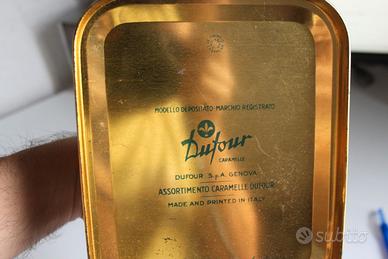 MODELLO DEPOSITATO-MARCHIO REGISTRATO
Dufour
CARAMELLE
DUFOUR S.p.A. GENOVA
ASSORTIMENTO CARAMELLE DUFOUR
MADE AND PRINTED IN ITALY
subito